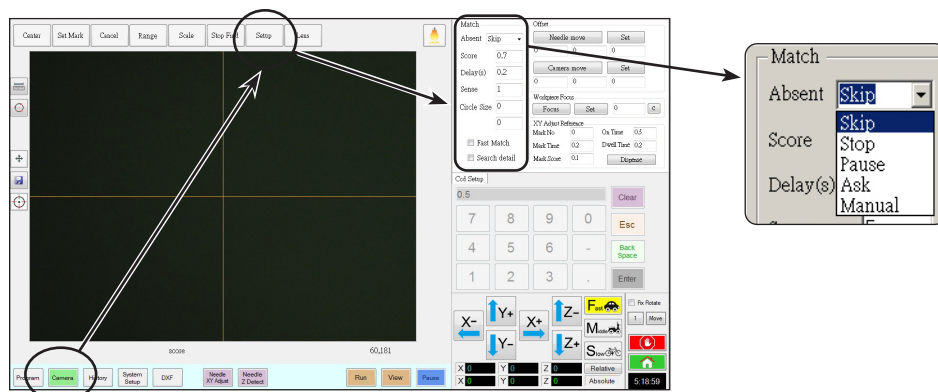 Center Set Mark Cancel Range Scale Stop Find Setup Lens
score 60,181
Program Camera History System Setup DXF Needle XY Adjust Needle Z Detect Run View Pause
Match
Absent Skip
Score 0.7
Delay(s) 0.2
Sense 1
Circle Size 0
0
Fast Match
Search detail
Offset
Needle move Set
0 0 0
Camera move Set
0 0 0
Workpiece Focus
Focus Set 0 C
XY Adjust Reference
Mark No 0 On Time 0.5
Mark Time 0.2 Dwell Time 0.2
Mark Score 0.1 Dispense
Ccd Setup
0.5 Clear
7 8 9 0 Esc
4 5 6 - Back Space
1 2 3 . Enter
X- Y+ Y- X+ Z- Z+
Fast
Middle
Slow
Fix Rotate
1 Move
X 0 Y 0 Z 0 Relative
X 0 Y 0 Z 0 Absolute 5:18:59
Match
Absent Skip
Skip
Score Stop
Pause
Delay(s) Ask
Manual